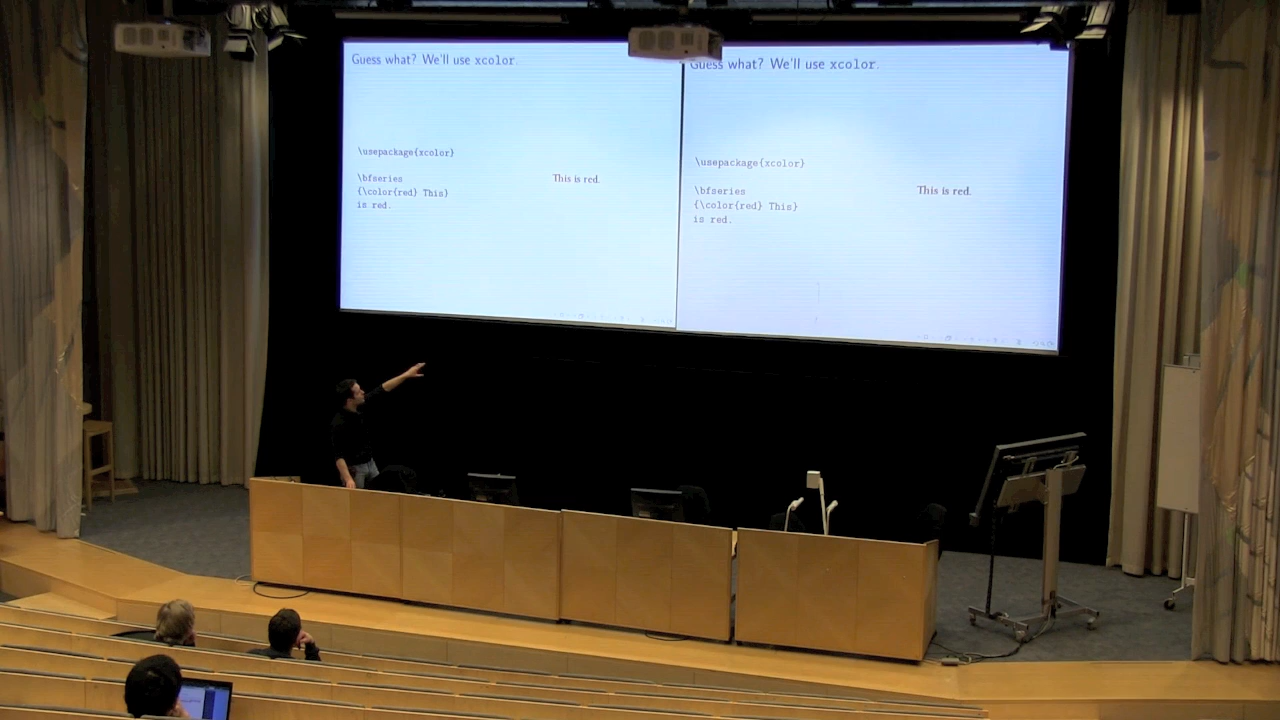 Guess what? We'll use xcolor.
\usepackage{xcolor}
\bfseries
{\color{red} This}
is red.
This is red.
Guess what? We'll use xcolor.
\usepackage{xcolor}
\bfseries
{\color{red} This}
is red.
This is red.